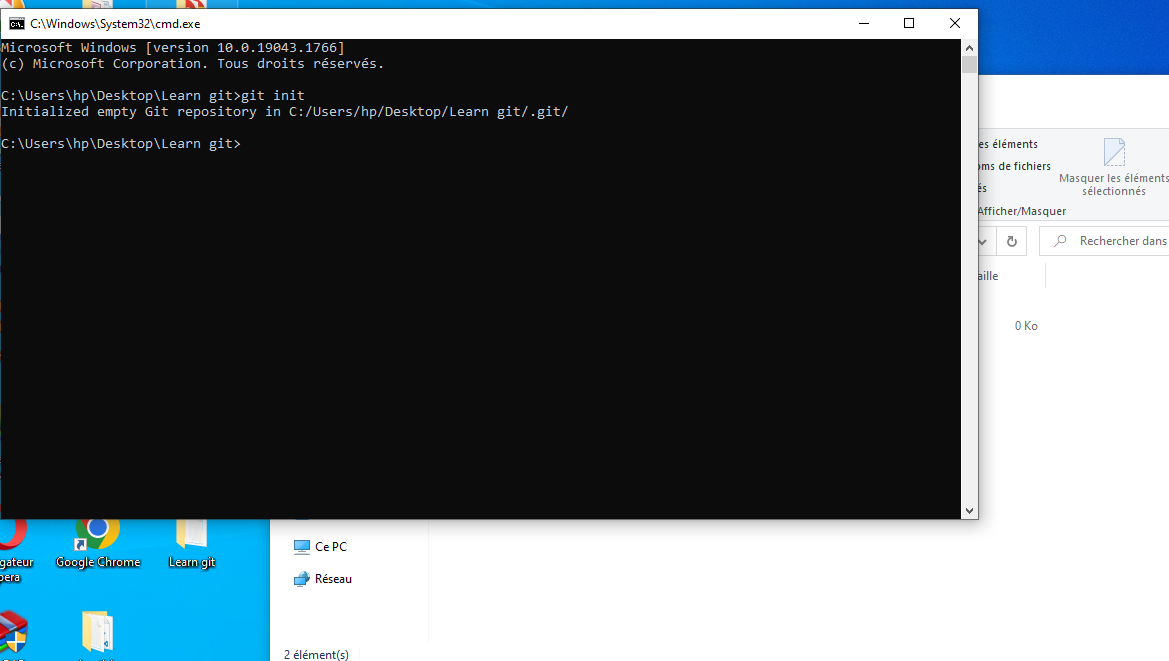 C:\Windows\System32\cmd.exe
Microsoft Windows [version 10.0.19043.1766]
(c) Microsoft Corporation. Tous droits réservés.
C:\Users\hp\Desktop\Learn git>git init
Initialized empty Git repository in C:/Users/hp/Desktop/Learn git/.git/
C:\Users\hp\Desktop\Learn git>
es éléments
oms de fichiers
és
Masquer les éléments
sélectionnés
Afficher/Masquer
Rechercher dans
aille
0 Ko
Ce PC
Réseau
2 élément(s)
gateur
pera
Google Chrome
Learn git